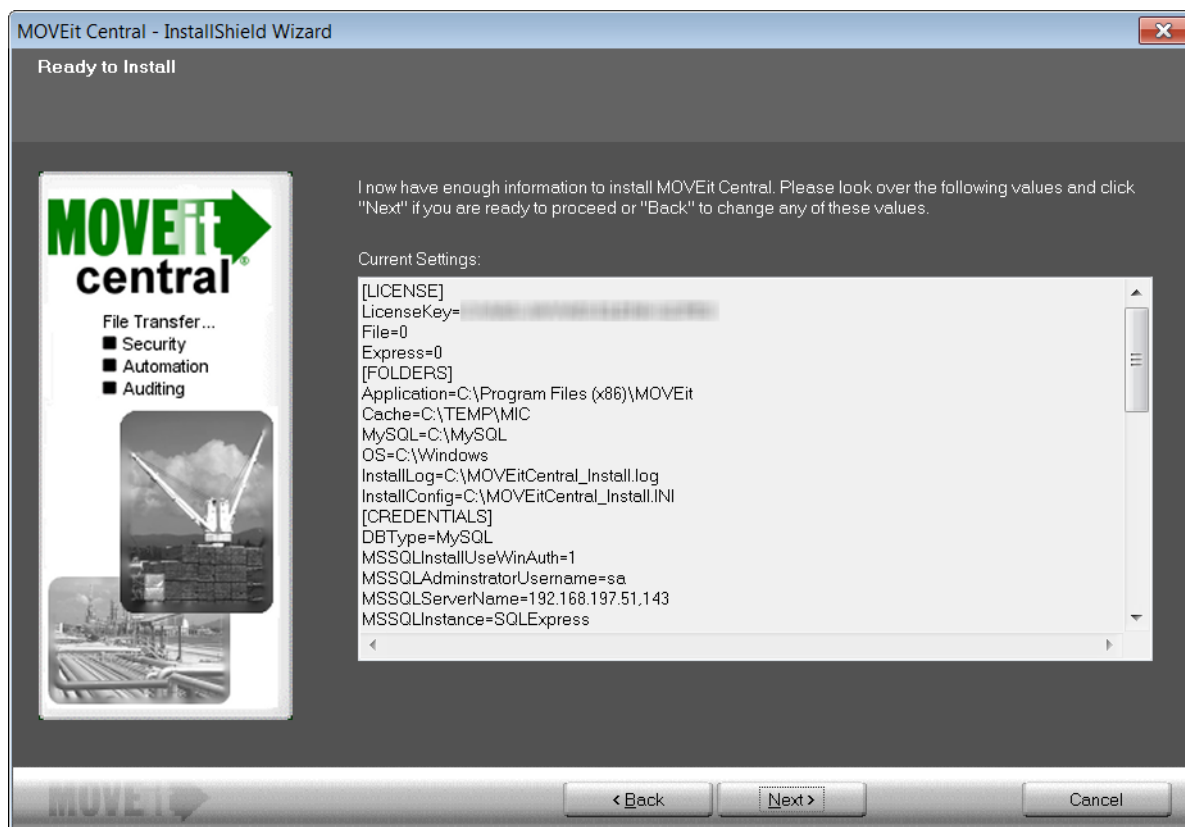 MOVEit Central - InstallShield Wizard
Ready to Install
MOVEit
central®
File Transfer...
Security
Automation
Auditing
I now have enough information to install MOVEit Central. Please look over the following values and click
"Next" if you are ready to proceed or "Back" to change any of these values.
Current Settings:
[LICENSE]
LicenseKey=
File=0
Express=0
[FOLDERS]
Application=C:\Program Files (x86)\MOVEit
Cache=C:\TEMP\MIC
MySQL=C:\MySQL
OS=C:\Windows
InstallLog=C:\MOVEitCentral_Install.log
InstallConfig=C:\MOVEitCentral_Install.INI
[CREDENTIALS]
DBType=MySQL
MSSQLInstallUseWinAuth=1
MSSQLAdminstratorUsername=sa
MSSQLServerName=192.168.197.51,143
MSSQLInstance=SQLExpress
MOVEit
< Back
Next >
Cancel